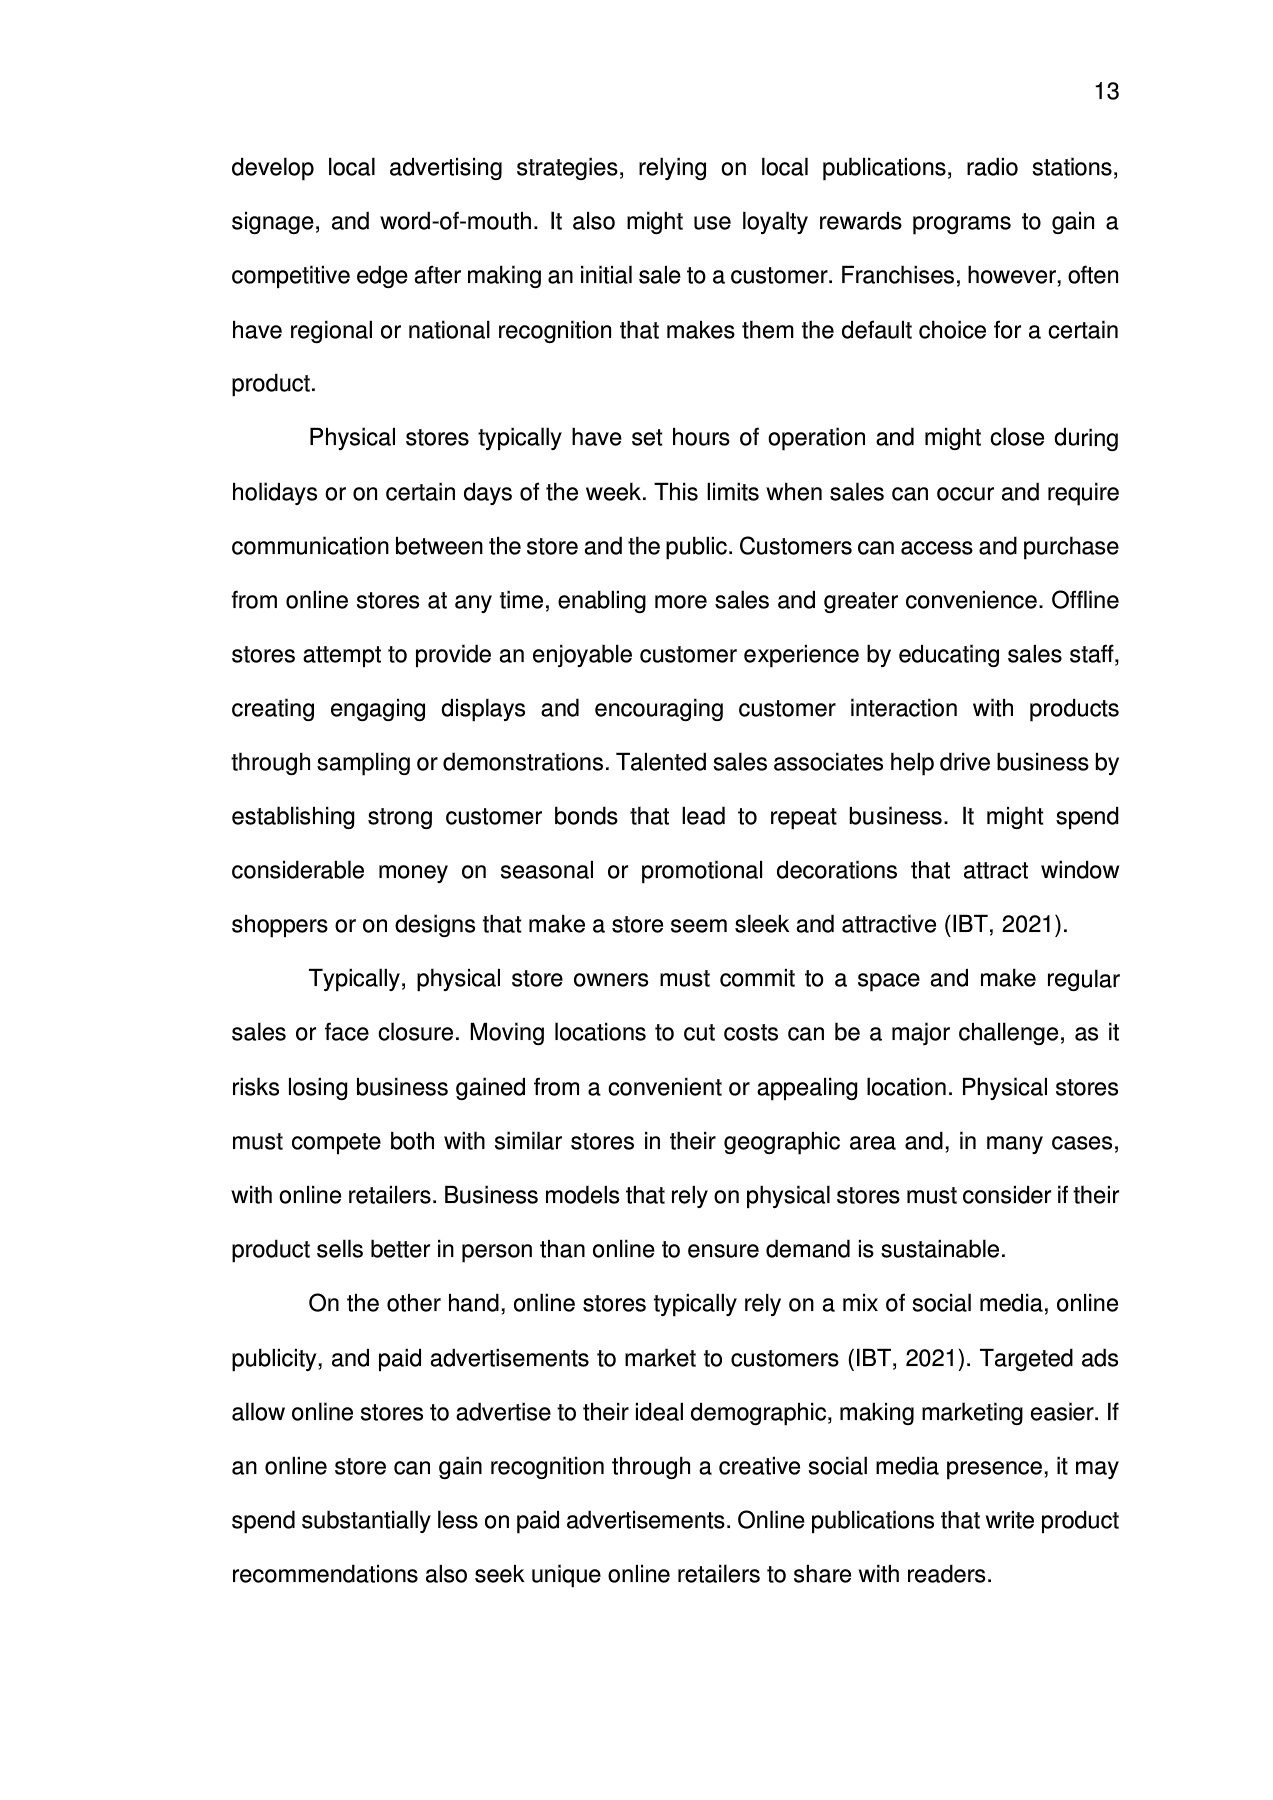 13
develop local advertising strategies, relying on local publications, radio stations,
signage, and word-of-mouth. It also might use loyalty rewards programs to gain a
competitive edge after making an initial sale to a customer. Franchises, however, often
have regional or national recognition that makes them the default choice for a certain
product.
Physical stores typically have set hours of operation and might close during
holidays or on certain days of the week. This limits when sales can occur and require
communication between the store and the public. Customers can access and purchase
from online stores at any time, enabling more sales and greater convenience. Offline
stores attempt to provide an enjoyable customer experience by educating sales staff,
creating engaging displays and encouraging customer interaction with products
through sampling or demonstrations. Talented sales associates help drive business by
establishing strong customer bonds that lead to repeat business. It might spend
considerable money on seasonal or promotional decorations that attract window
shoppers or on designs that make a store seem sleek and attractive (IBT, 2021).
Typically, physical store owners must commit to a space and make regular
sales or face closure. Moving locations to cut costs can be a major challenge, as it
risks losing business gained from a convenient or appealing location. Physical stores
must compete both with similar stores in their geographic area and, in many cases,
with online retailers. Business models that rely on physical stores must consider if their
product sells better in person than online to ensure demand is sustainable.
On the other hand, online stores typically rely on a mix of social media, online
publicity, and paid advertisements to market to customers (IBT, 2021). Targeted ads
allow online stores to advertise to their ideal demographic, making marketing easier. If
an online store can gain recognition through a creative social media presence, it may
spend substantially less on paid advertisements. Online publications that write product
recommendations also seek unique online retailers to share with readers.